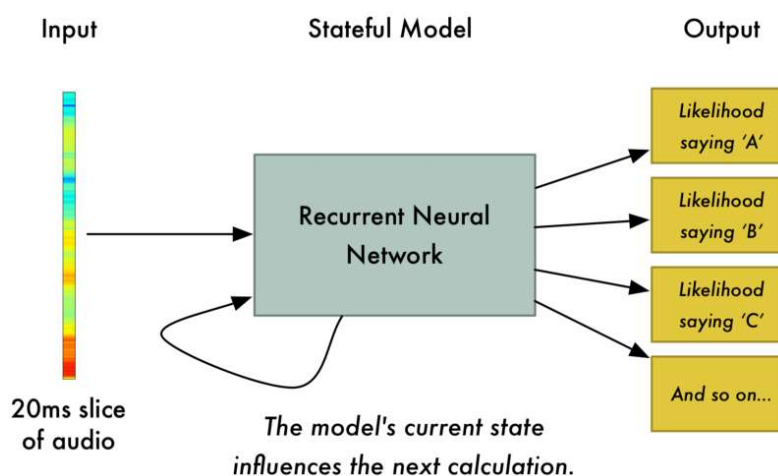 Input
Stateful Model
Output
20ms slice
of audio
Recurrent Neural
Network
The model's current state
influences the next calculation.
Likelihood
saying ‘A’
Likelihood
saying ‘B’
Likelihood
saying ‘C’
And so on...